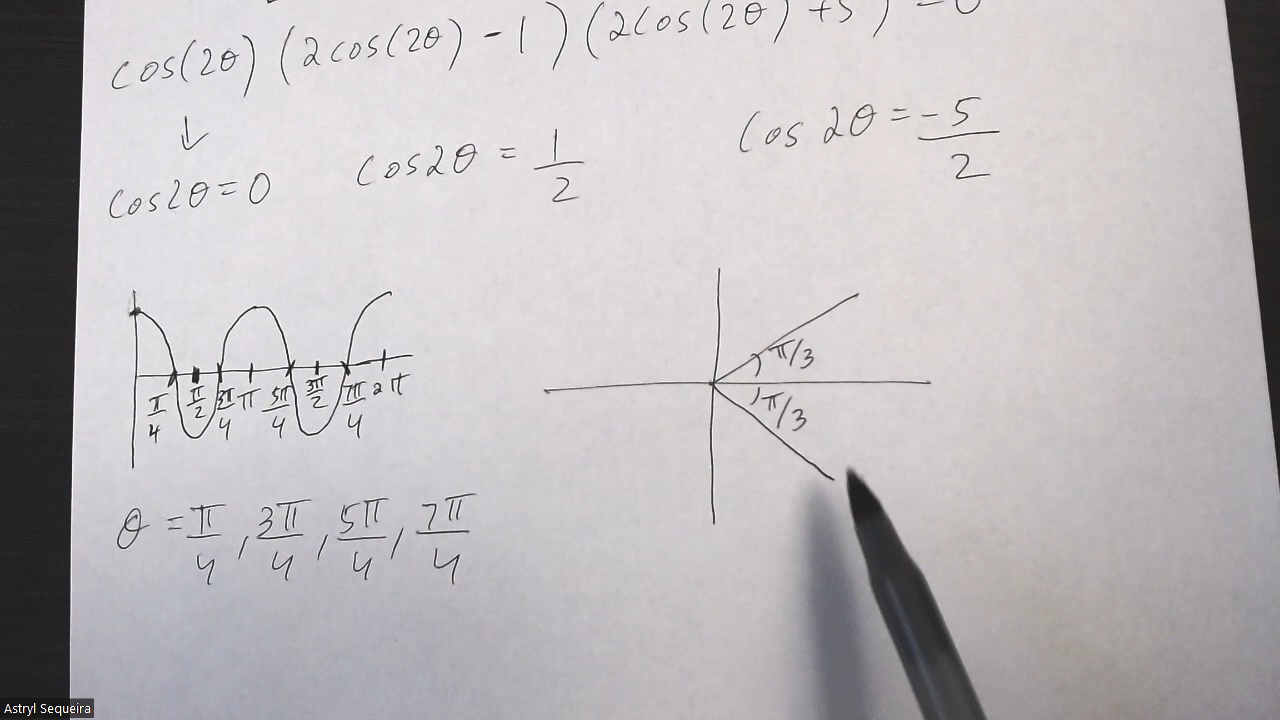 cos(2θ) (2cos(2θ) - 1) (2cos(2θ) + 5) = 0
↓
cos2θ = 0
cos2θ = 1/2
cos 2θ = -5/2
π/4 π/2 3π/4 π 5π/4 3π/2 7π/4 2π
π/3
π/3
θ = π/4, 3π/4, 5π/4, 7π/4
Astryl Sequeira